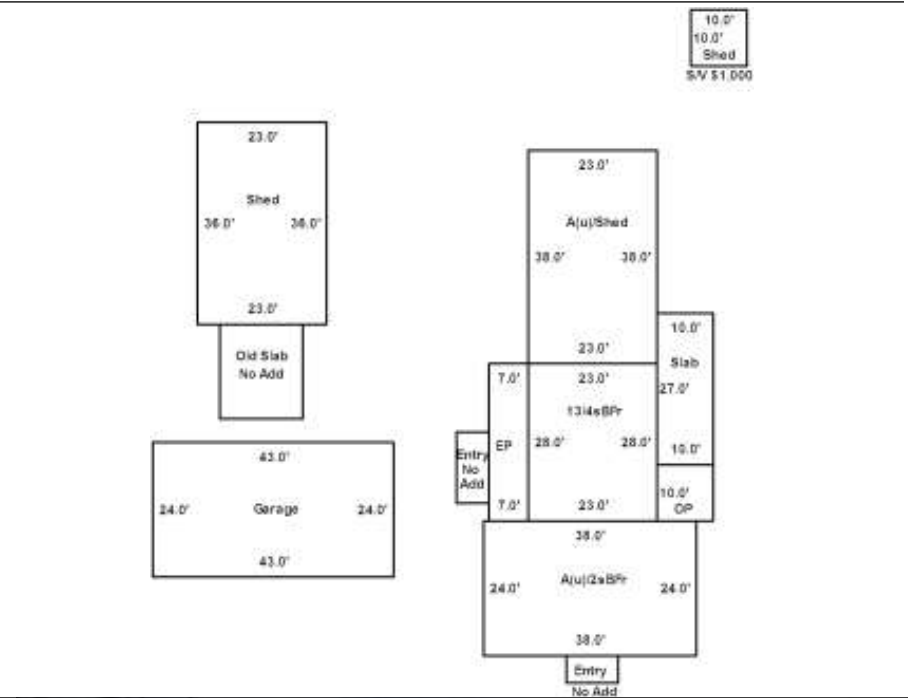 10.0'
10.0'
Shed
S/V $1,000
23.0'
Shed
36.0' 36.0'
23.0'
Old Slab
No Add
43.0'
24.0' Garage 24.0'
43.0'
23.0'
A(u)/Shed
38.0' 38.0'
23.0'
10.0'
Slab
27.0'
10.0'
10.0'
OP
7.0'
EP
7.0'
Entry
No
Add
23.0'
13/4sBFr
28.0' 28.0'
23.0'
38.0'
A(u)/2sBFr
24.0' 24.0'
38.0'
Entry
No Add